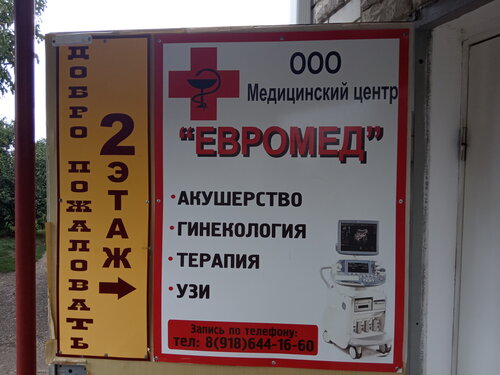 ДОБРО ПОЖАЛОВАТЬ
2 ЭТАЖ
ООО
Медицинский центр
"ЕВРОМЕД"
· АКУШЕРСТВО
· ГИНЕКОЛОГИЯ
· ТЕРАПИЯ
· УЗИ
Запись по телефону:
тел: 8(918)644-16-60